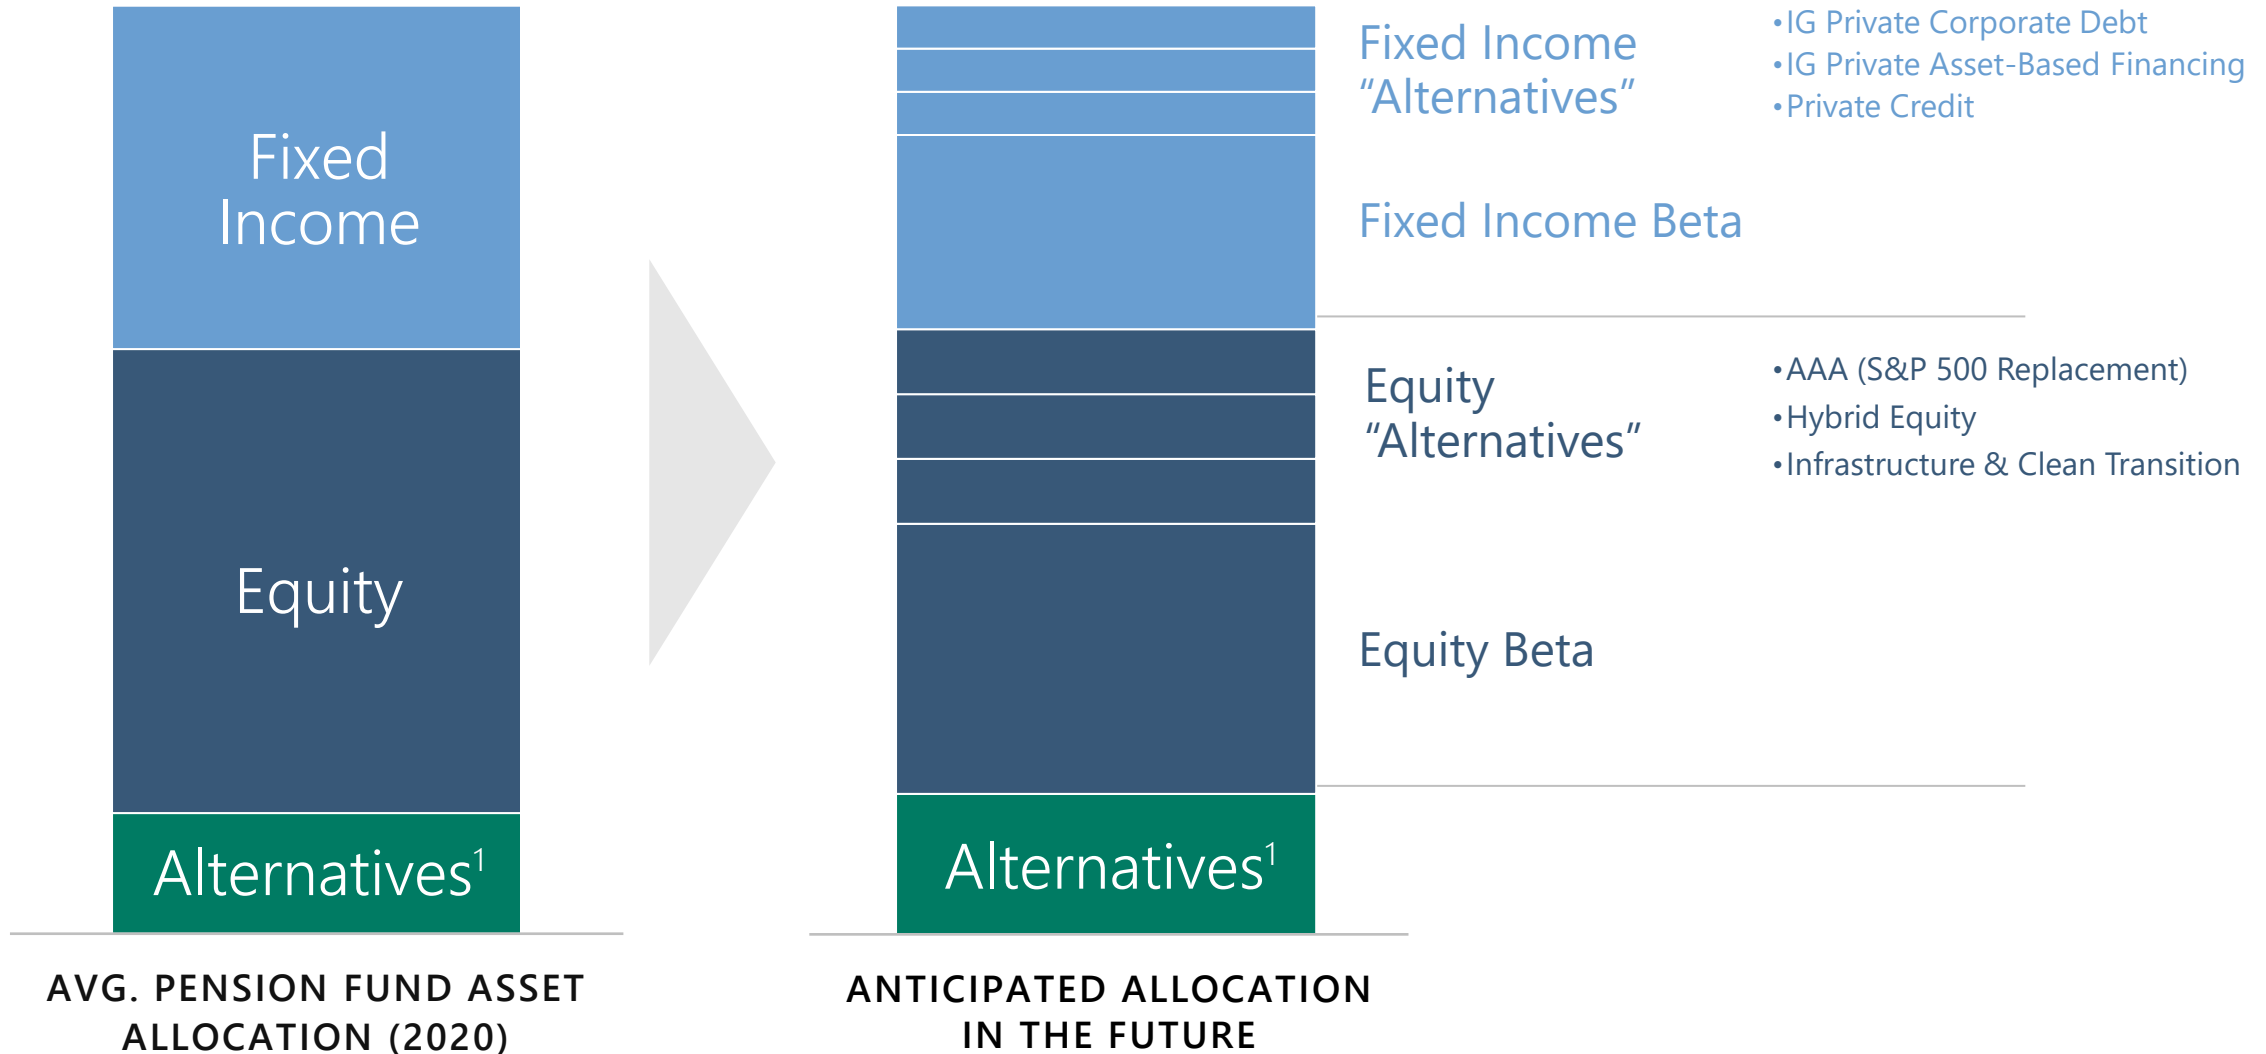 Fixed
Income
Equity
Alternatives¹
AVG. PENSION FUND ASSET
ALLOCATION (2020)
Alternatives¹
ANTICIPATED ALLOCATION
IN THE FUTURE
Fixed Income
“Alternatives”
•IG Private Corporate Debt
•IG Private Asset-Based Financing
•Private Credit
Fixed Income Beta
Equity
“Alternatives”
•AAA (S&P 500 Replacement)
•Hybrid Equity
•Infrastructure & Clean Transition
Equity Beta